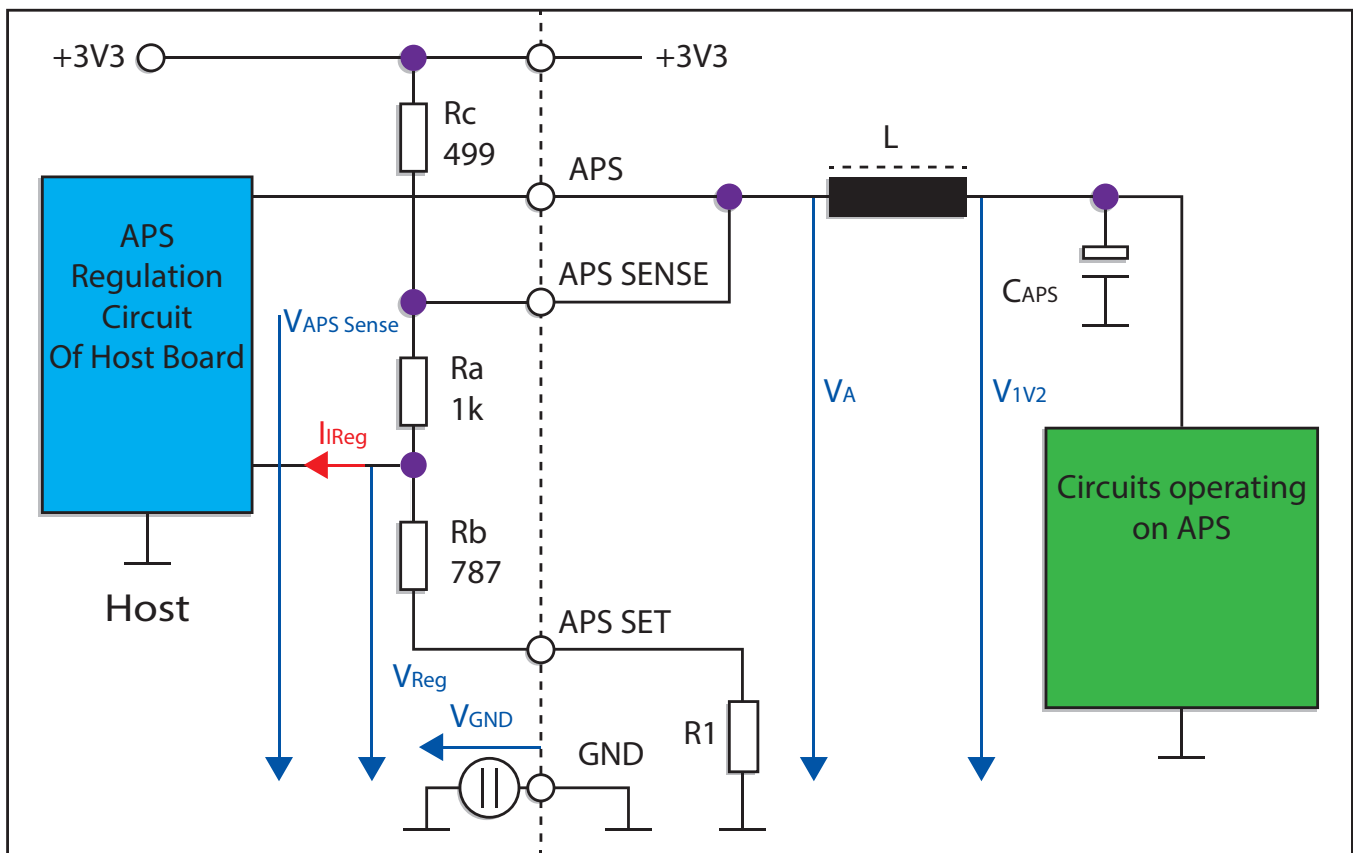 +3V3
+3V3
Rc
499
L
APS
APS
Regulation
Circuit
Of Host Board
APS SENSE
CAPS
VAPS Sense
Ra
1k
VA
V1V2
IIReg
Circuits operating
on APS
Rb
787
Host
APS SET
VReg
VGND
R1
GND